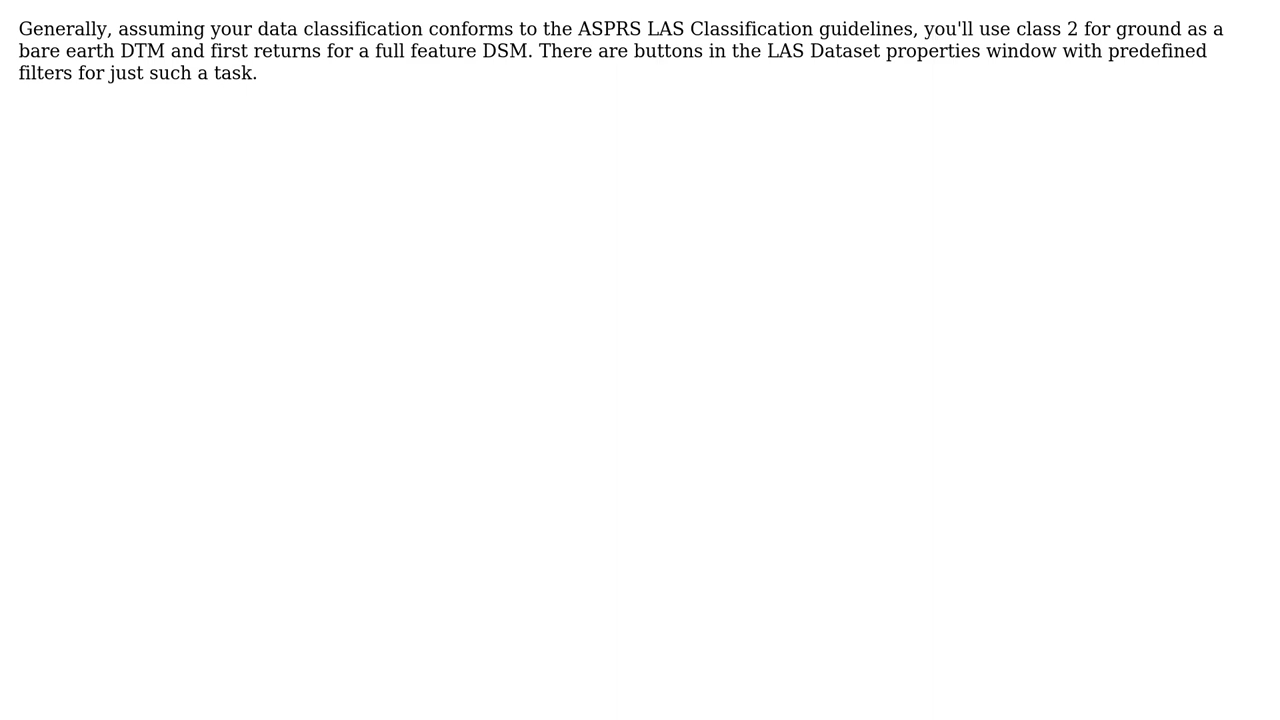 Generally, assuming your data classification conforms to the ASPRS LAS Classification guidelines, you'll use class 2 for ground as a
bare earth DTM and first returns for a full feature DSM. There are buttons in the LAS Dataset properties window with predefined
filters for just such a task.